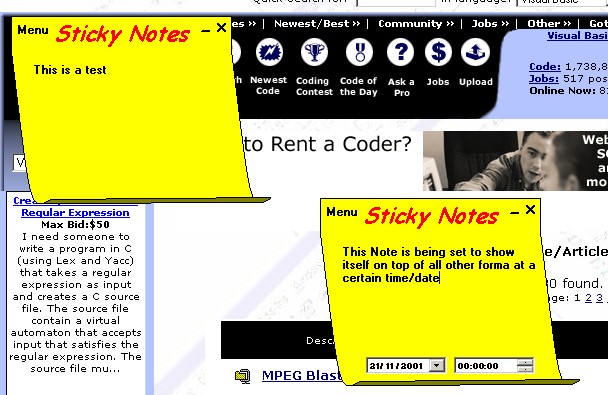 Quick Search for: in language: Visual Basic
Menu Sticky Notes
This is a test
es »» | Newest/Best »» | Community »» | Jobs »» | Other »» | Got
Newest Code
Coding Contest
Code of the Day
Ask a Pro
Jobs
Upload
Visual Basi
Code: 1,738,8
Jobs: 517 pos
Online Now: 8
to Rent a Coder?
Web
mo
Regular Expression
Max Bid:$50
I need someone to
write a program in C
(using Lex and Yacc)
that takes a regular
expression as input
and creates a C source
file. The source file
contain a virtual
automaton that accepts
input that satisfies the
regular expression. The
source file mu...
Menu Sticky Notes
This Note is being set to show
itself on top of all other forma at a
certain time/date
21/11/2001 00:00:00
e/Article
0 found.
ge: 1 2 3
Desc
MPEG Blast